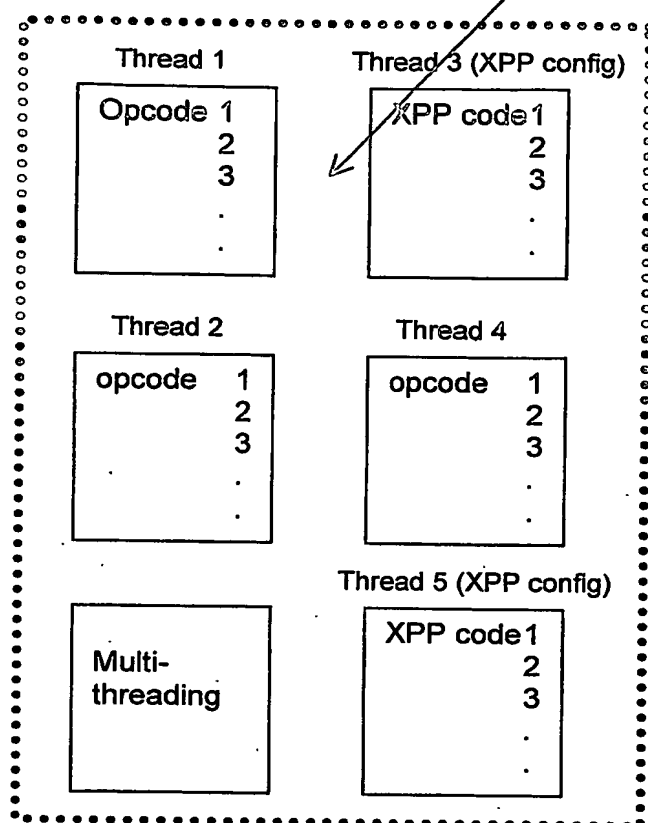 Thread 1
Opcode 1
2
3
.
.
Thread 3 (XPP config)
XPP code 1
2
3
.
.
Thread 2
opcode 1
2
3
.
.
Thread 4
opcode 1
2
3
.
.
Multi-
threading
Thread 5 (XPP config)
XPP code 1
2
3
.
.